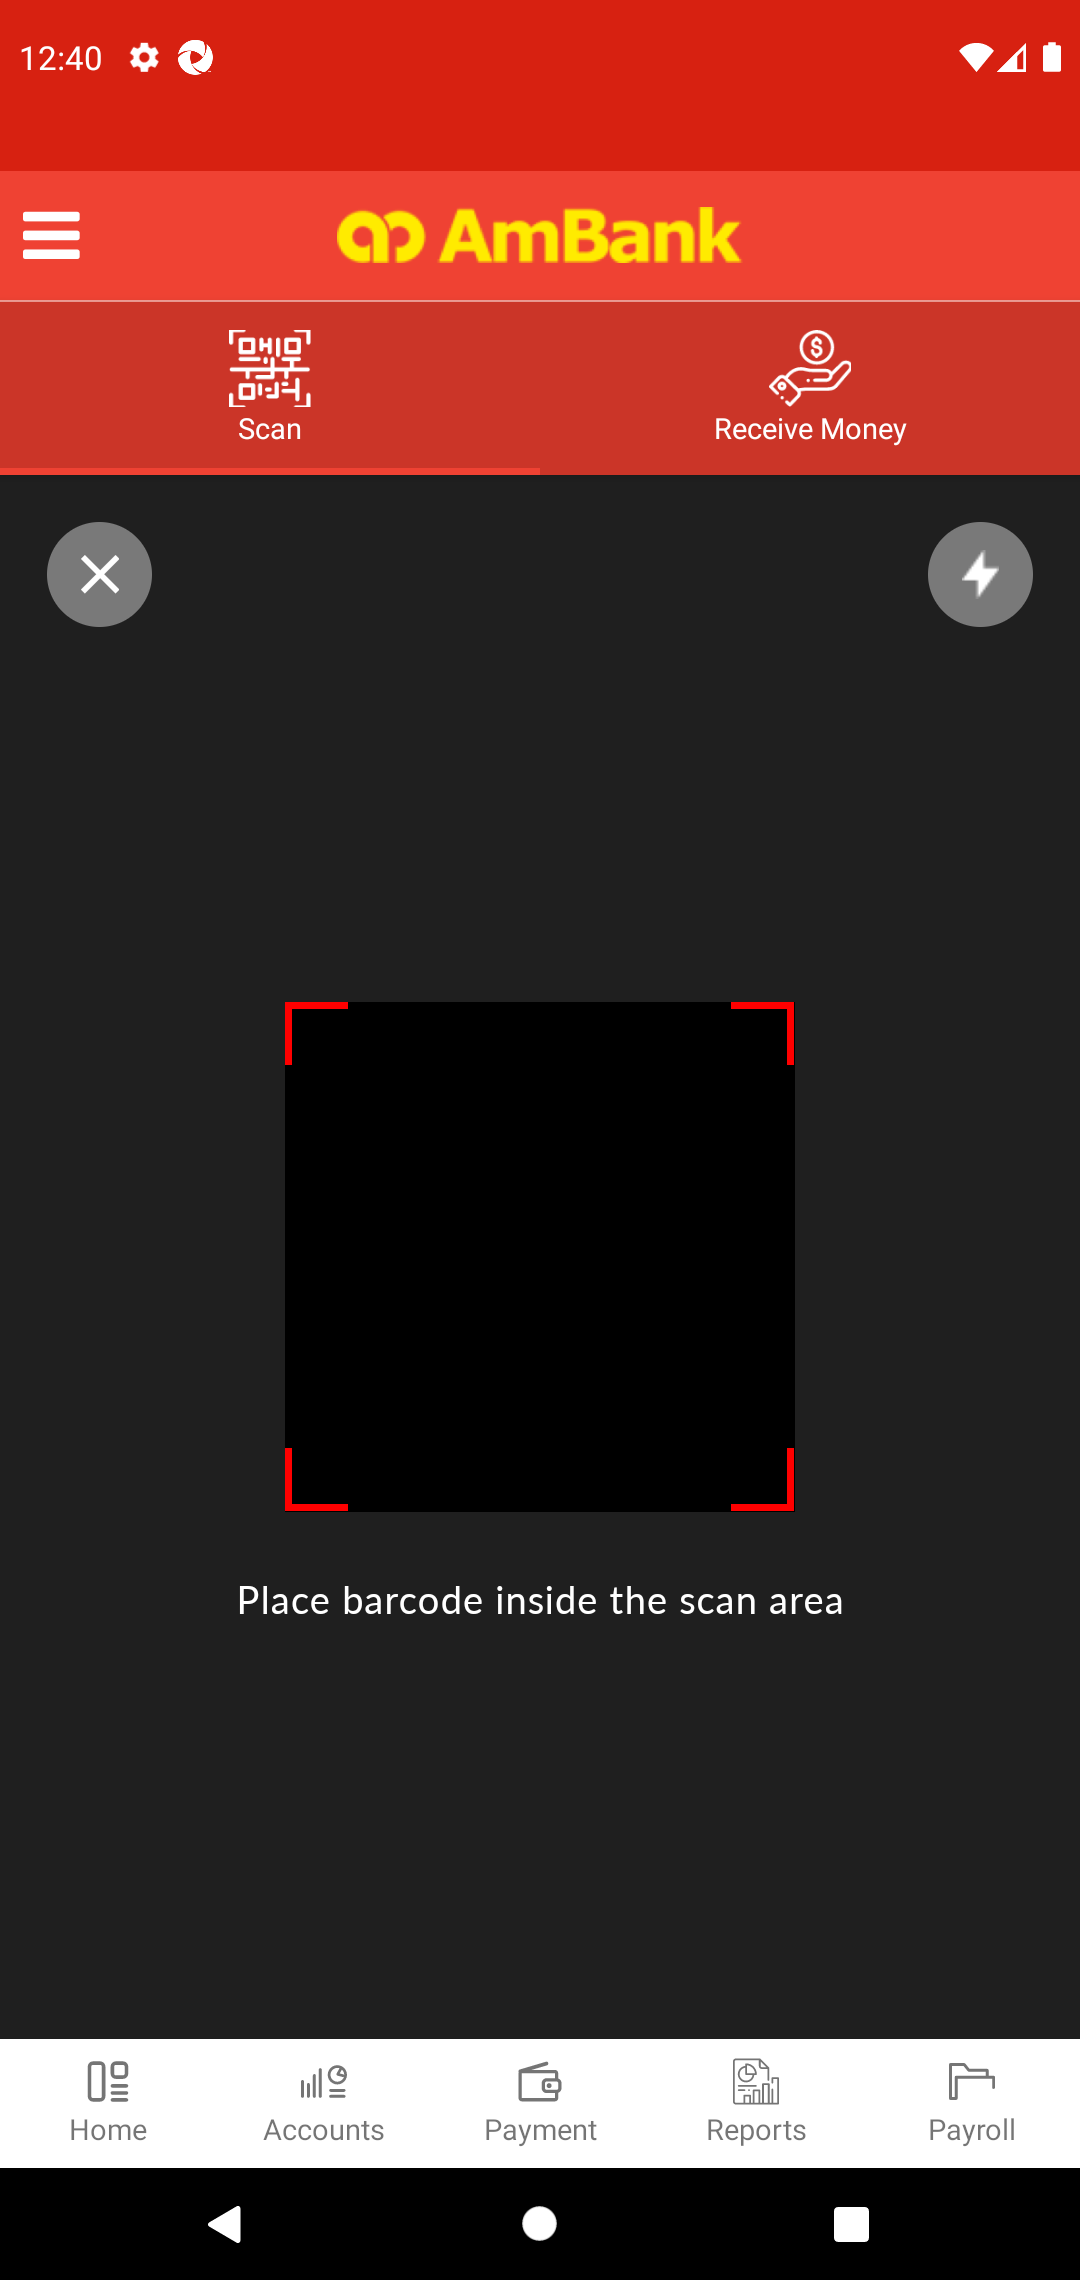 12:40
AmBank
Scan
Receive Money
Place barcode inside the scan area
Home
Accounts
Payment
Reports
Payroll